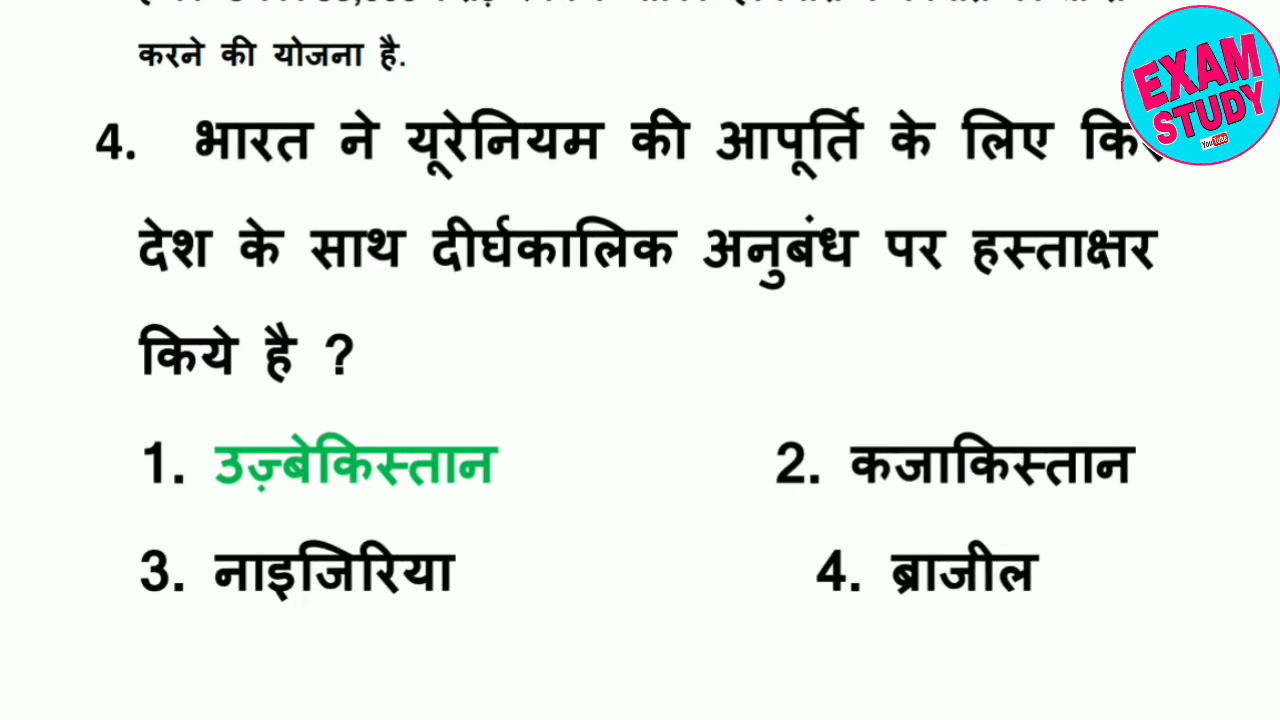 करने की योजना है.
EXAM
STUDY
YouTube
4. भारत ने यूरेनियम की आपूर्ति के लिए
देश के साथ दीर्घकालिक अनुबंध पर हस्ताक्षर
किये है ?
1. उज़्बेकिस्तान 2. कजाकिस्तान
3. नाइजिरिया 4. ब्राजील